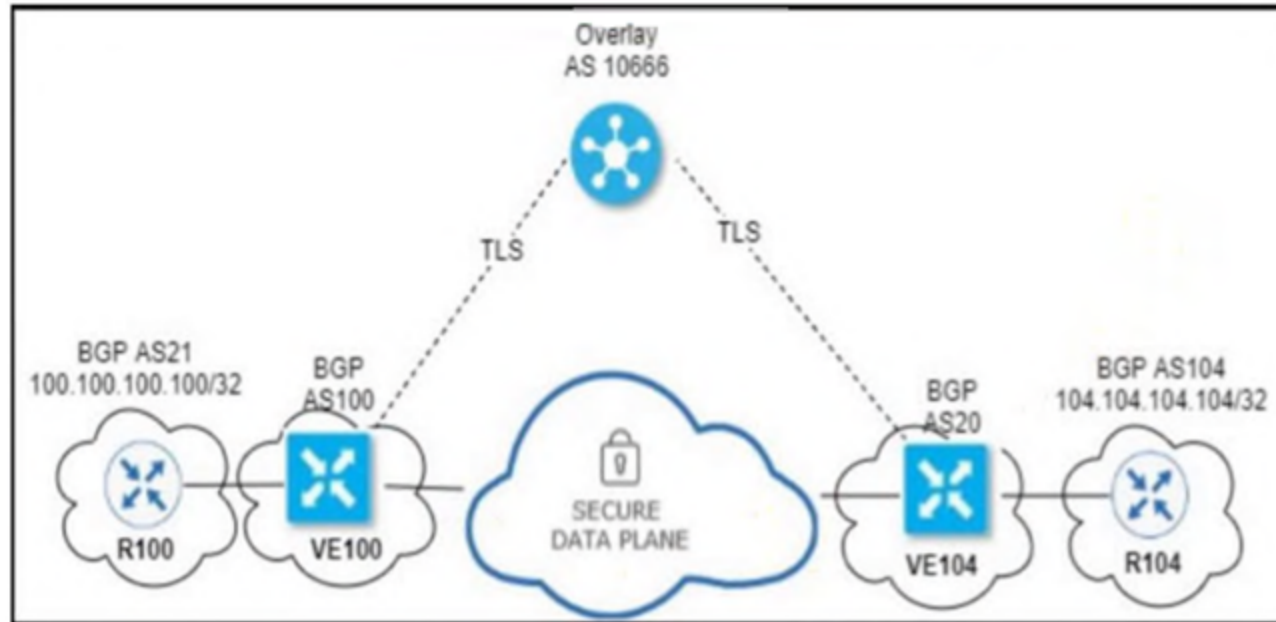 Overlay
AS 10666
TLS
TLS
BGP AS21
100.100.100.100/32
BGP
AS100
BGP
AS20
BGP AS104
104.104.104.104/32
SECURE
DATA PLANE
R100
VE100
VE104
R104